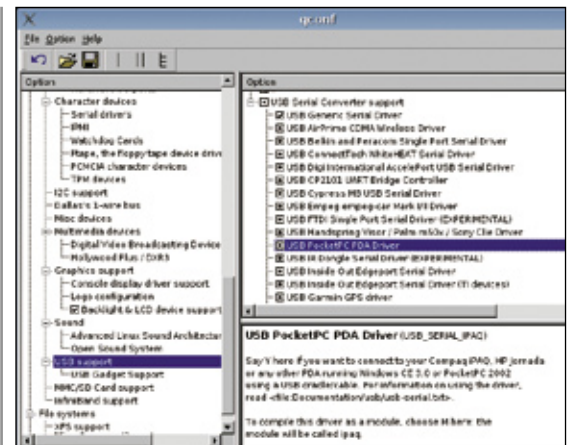 qconf
File Option Help
Option
Character devices
Serial drivers
IPMI
Watchdog Cards
Ftape, the floppy tape device drive
PCMCIA character devices
TPM devices
I2C support
Dallas's 1-wire bus
Misc devices
Multimedia devices
Digital Video Broadcasting Device
Hollywood Plus / DXR3
Graphics support
Console display driver support
Logo configuration
Backlight & LCD device support
Sound
Advanced Linux Sound Architectur
Open Sound System
USB support
USB Gadget Support
MMC/SD Card support
InfiniBand support
File systems
XFS support
Option
USB Serial Converter support
USB Generic Serial Driver
USB AirPrime CDMA Wireless Driver
USB Belkin and Peracom Single Port Serial Driver
USB ConnectTech WhiteHEAT Serial Driver
USB Digi International AccelePort USB Serial Driver
USB CP2101 UART Bridge Controller
USB Cypress M8 USB Serial Driver
USB Empeg empeg-car Mark I/II Driver
USB FTDI Single Port Serial Driver (EXPERIMENTAL)
USB Handspring Visor / Palm m50x / Sony Clie Driver
USB PocketPC PDA Driver
USB IR Dongle Serial Driver (EXPERIMENTAL)
USB Inside Out Edgeport Serial Driver
USB Inside Out Edgeport Serial Driver (TI devices)
USB Garmin GPS driver
USB PocketPC PDA Driver (USB_SERIAL_IPAQ)
Say Y here if you want to connect to your Compaq iPAQ, HP Jornada
or any other PDA running Windows CE 3.0 or PocketPC 2002
using a USB cradle/cable. For information on using the driver,
read <file:Documentation/usb/usb-serial.txt>.
To compile this driver as a module, choose M here: the
module will be called ipaq.